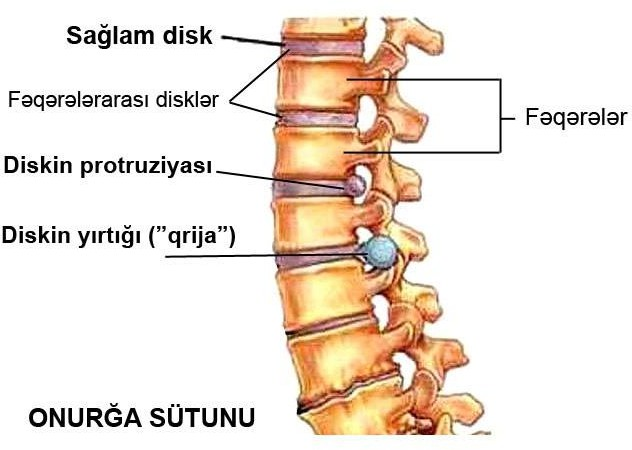 Sağlam disk
Fəqərələrarası disklər
Fəqərələr
Diskin protruziyası
Diskin yırtığı (”qrija”)
ONURĞA SÜTUNU